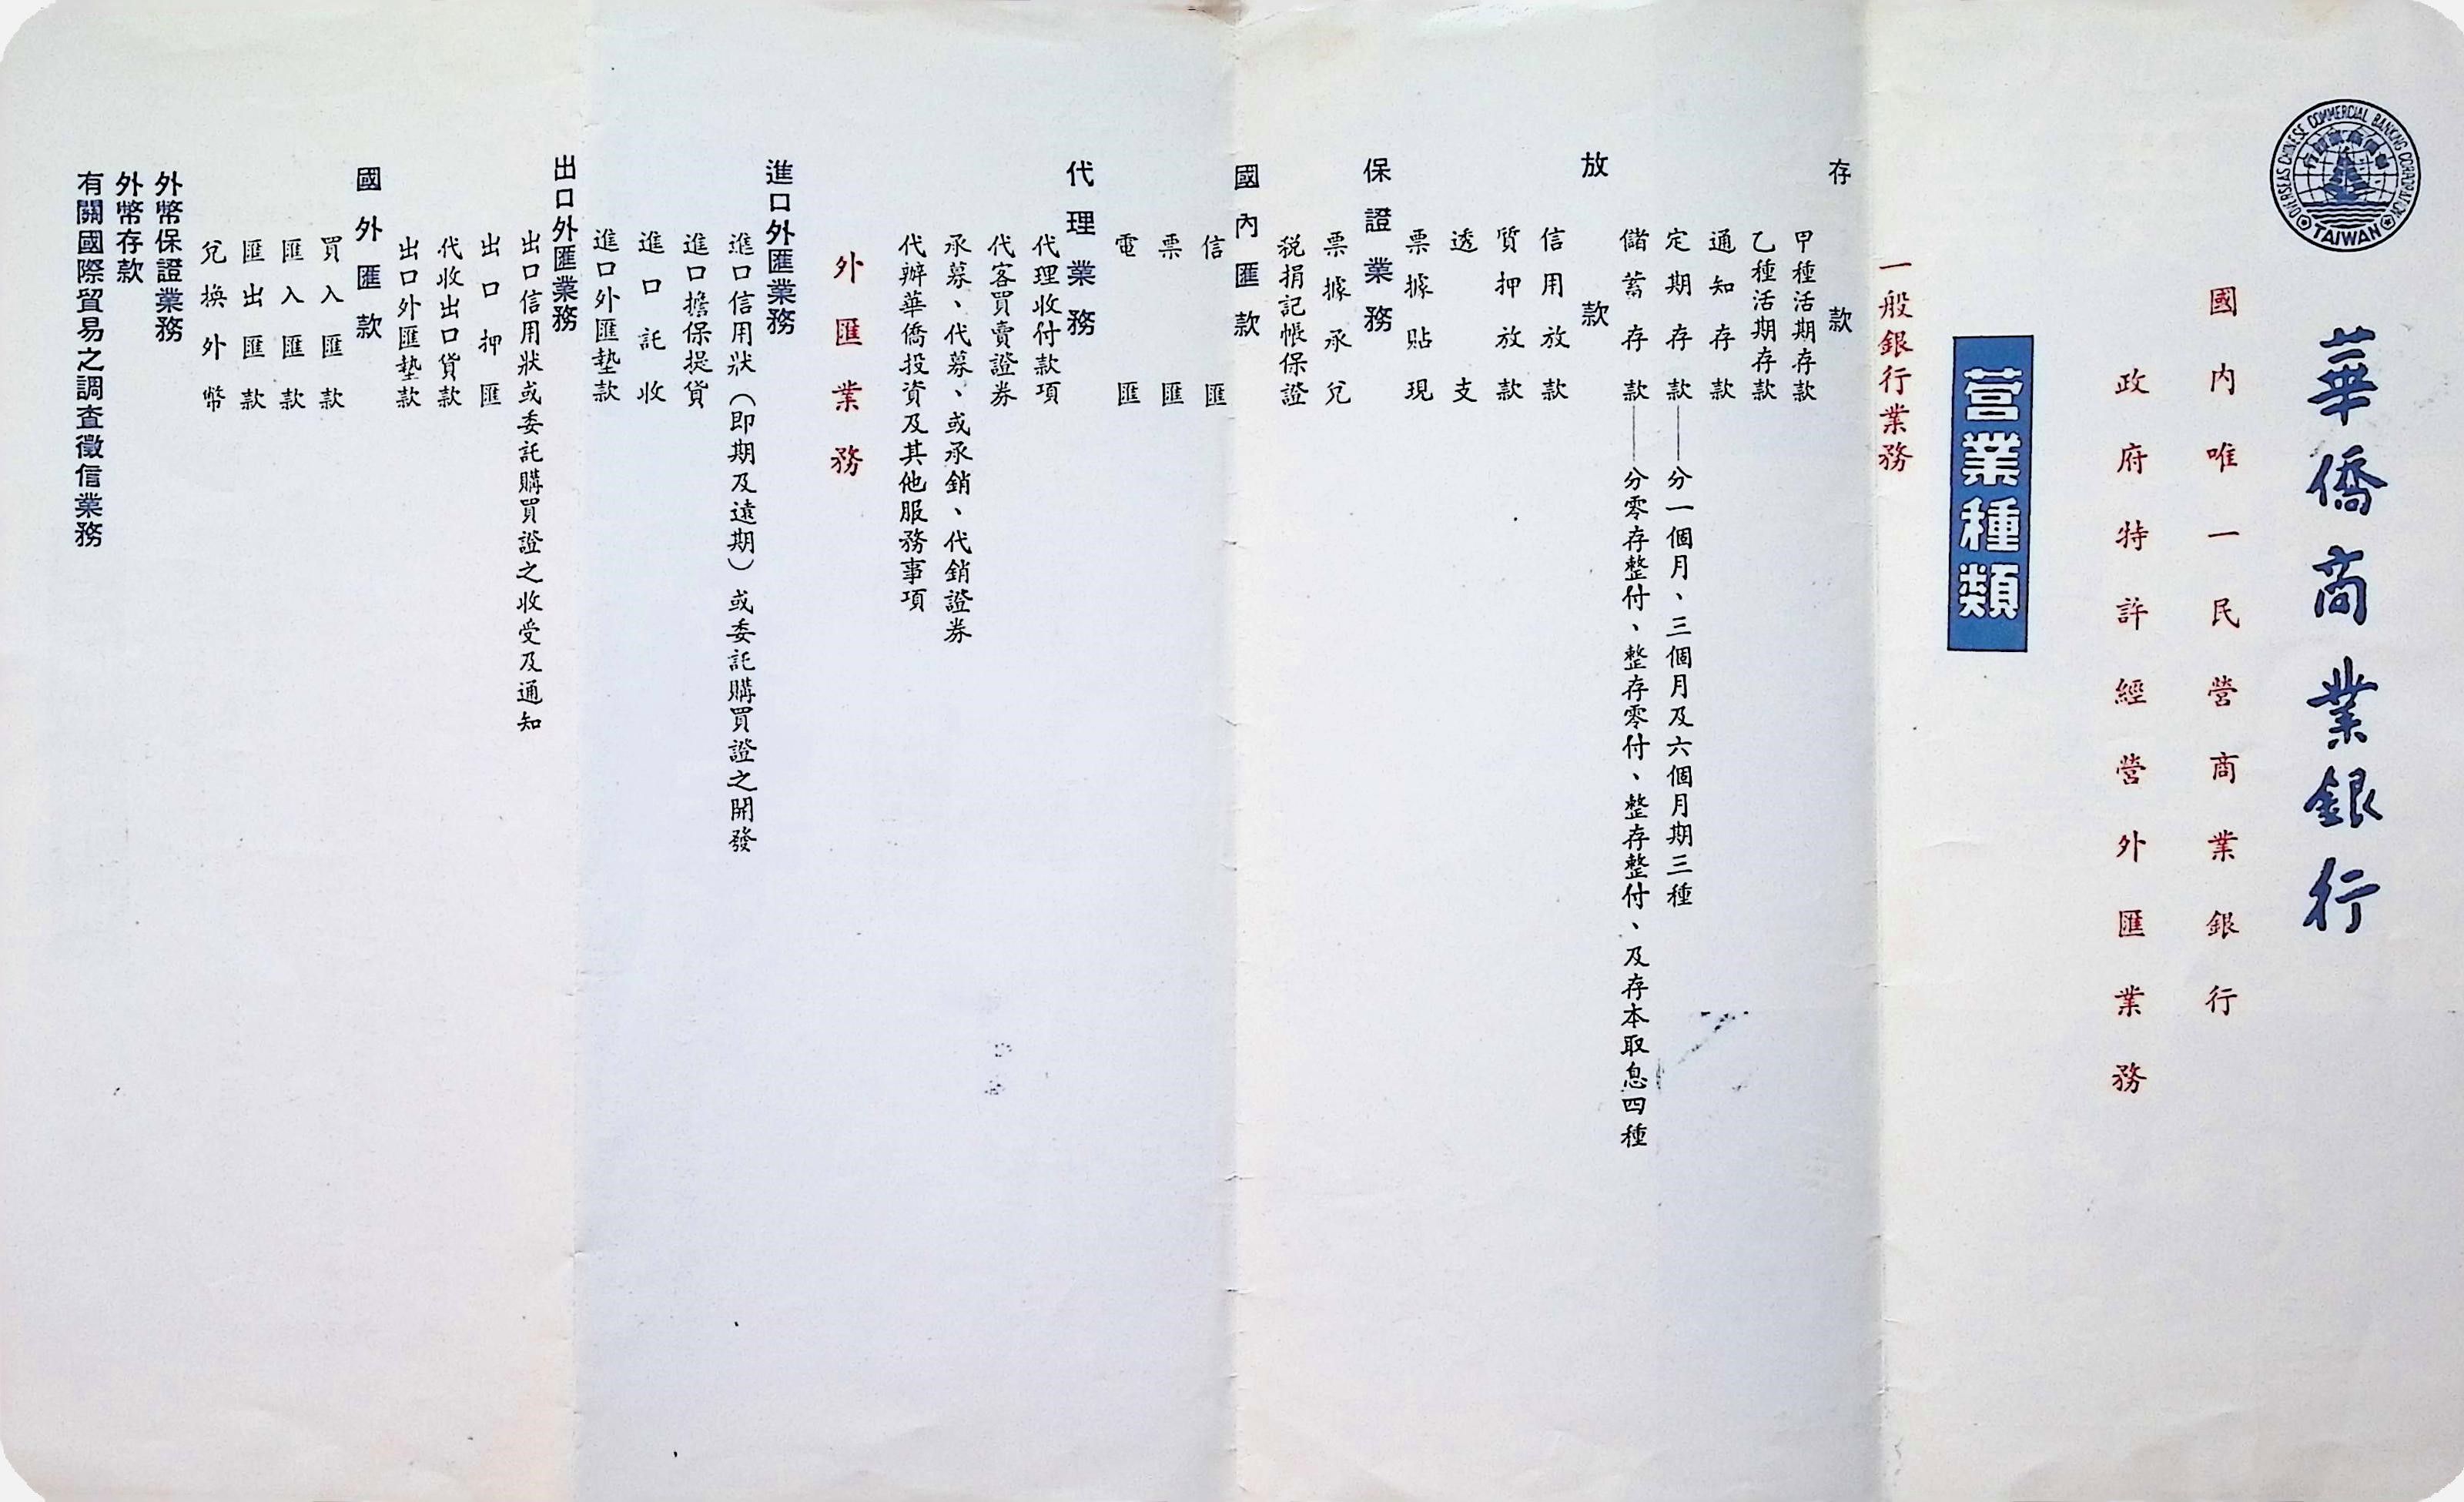 OVERSEAS CHINESE COMMERCIAL BANKING CORPORATION
TAIWAN
華僑商業銀行
國內唯一民營商業銀行
政府特許經營外匯業務
營業種類
一般銀行業務
存款
甲種活期存款
乙種活期存款
通知存款
定期存款——分一個月、三個月及六個月期三種
儲蓄存款——分零存整付、整存零付、整存整付、及存本取息四種
放款
信用放款
質押放款
透支
票據貼現
保證業務
票據承兌
稅捐記帳保證
國內匯款
信匯
票匯
電匯
代理業務
代理收付款項
代客買賣證券
承募、代募、或承銷、代銷證券
代辦華僑投資及其他服務事項
外匯業務
進口外匯業務
進口信用狀（即期及遠期）或委託購買證之開發
進口擔保提貨
進口託收
進口外匯墊款
出口外匯業務
出口信用狀或委託購買證之收受及通知
出口押匯
代收出口貨款
出口外匯墊款
國外匯款
買入匯款
匯入匯款
匯出匯款
兌換外幣
外幣保證業務
外幣存款
有關國際貿易之調查徵信業務